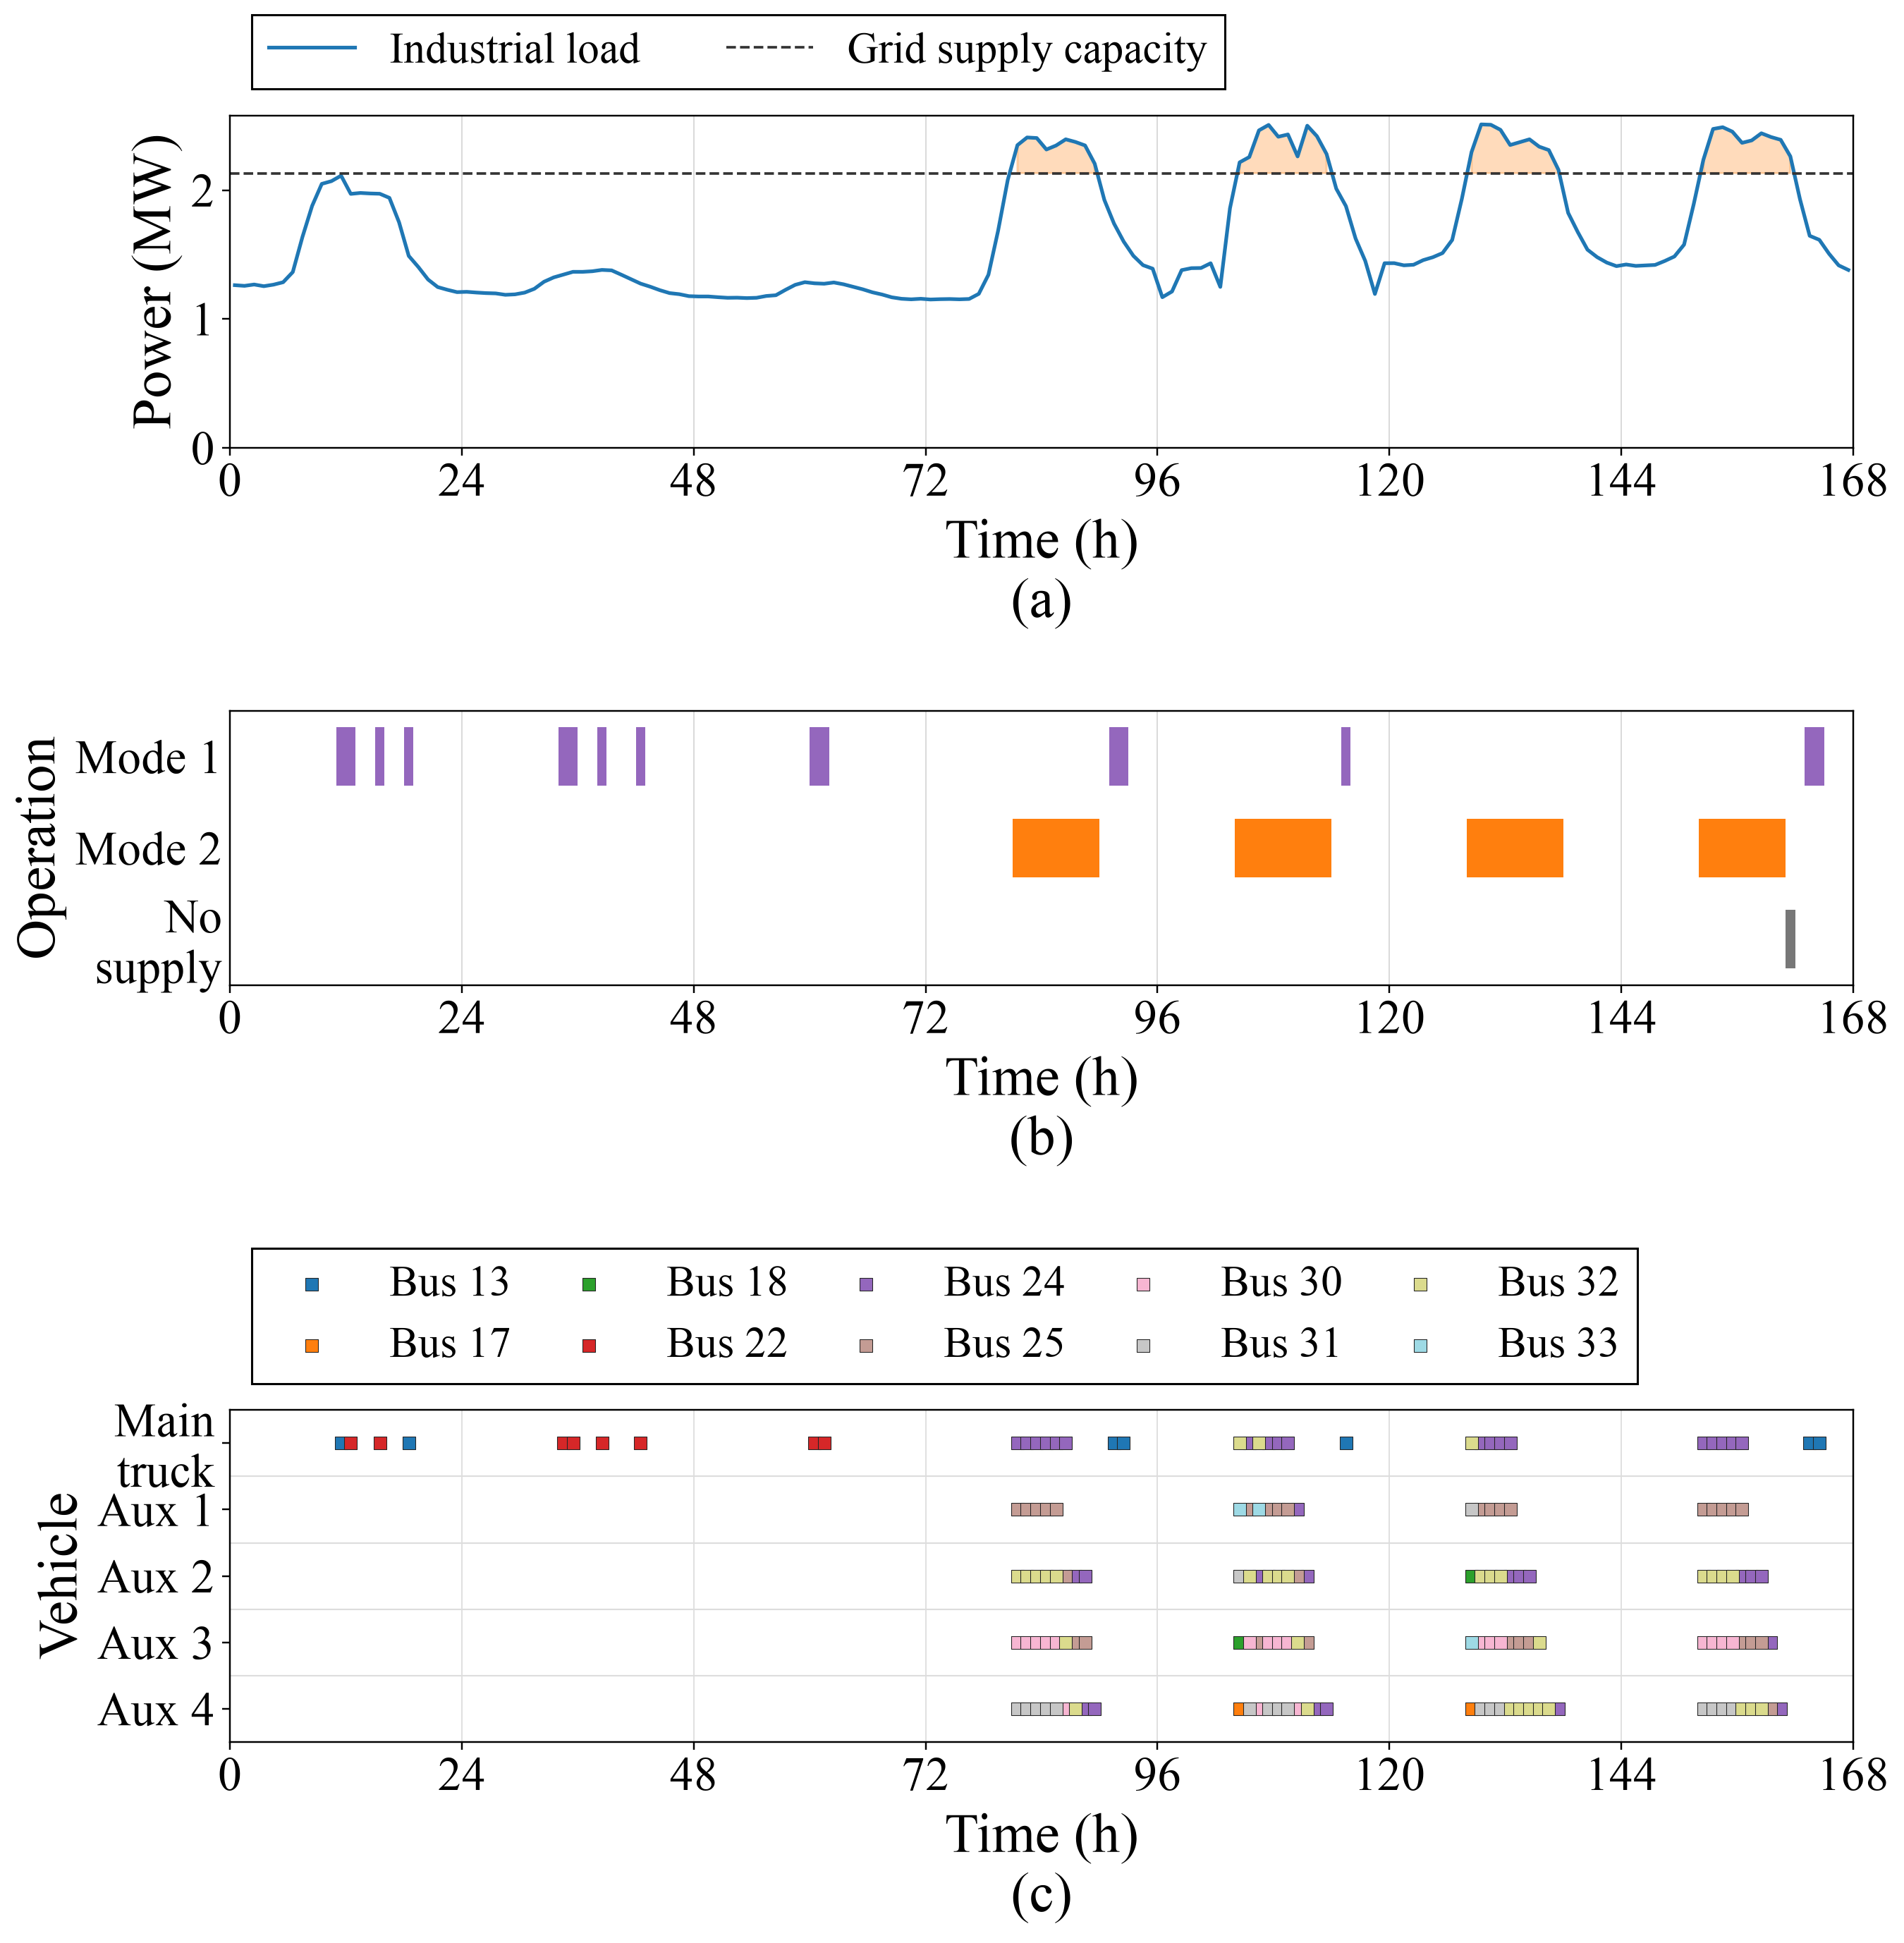 Industrial load Grid supply capacity
Power (MW)
2
1
0
0 24 48 72 96 120 144 168
Time (h)
(a)
Operation
Mode 1
Mode 2
No
supply
0 24 48 72 96 120 144 168
Time (h)
(b)
Bus 13 Bus 18 Bus 24 Bus 30 Bus 32
Bus 17 Bus 22 Bus 25 Bus 31 Bus 33
Vehicle
Main
truck
Aux 1
Aux 2
Aux 3
Aux 4
0 24 48 72 96 120 144 168
Time (h)
(c)